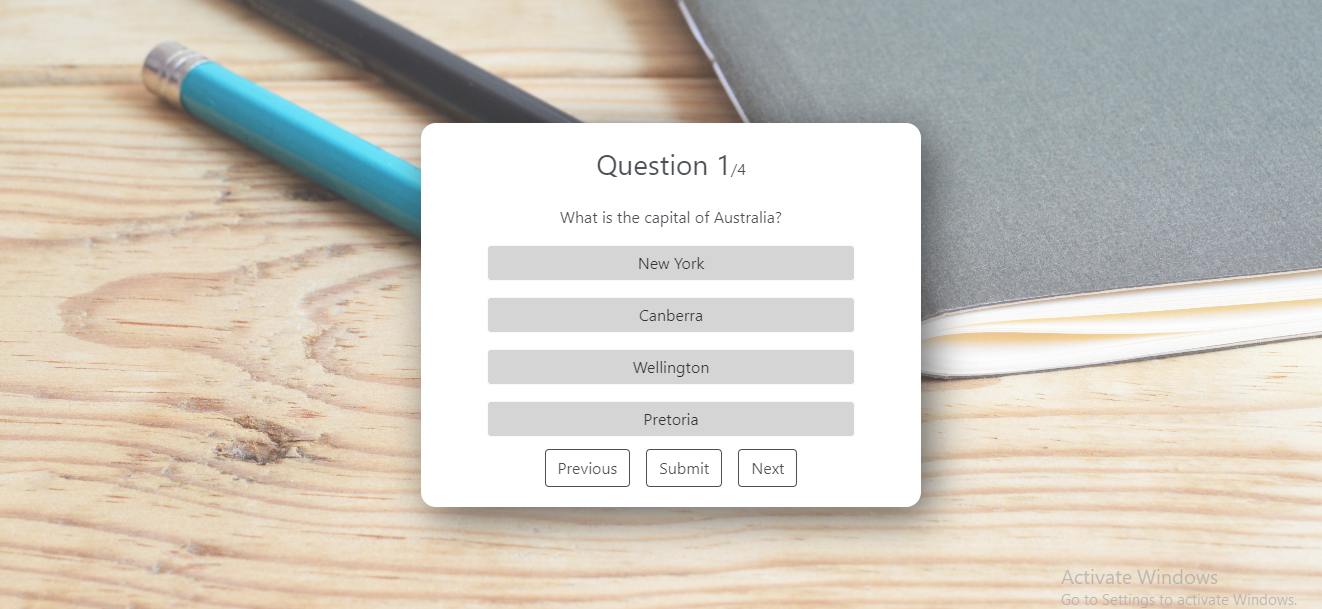 Question 1/4
What is the capital of Australia?
New York
Canberra
Wellington
Pretoria
Previous Submit Next
Activate Windows
Go to Settings to activate Windows.